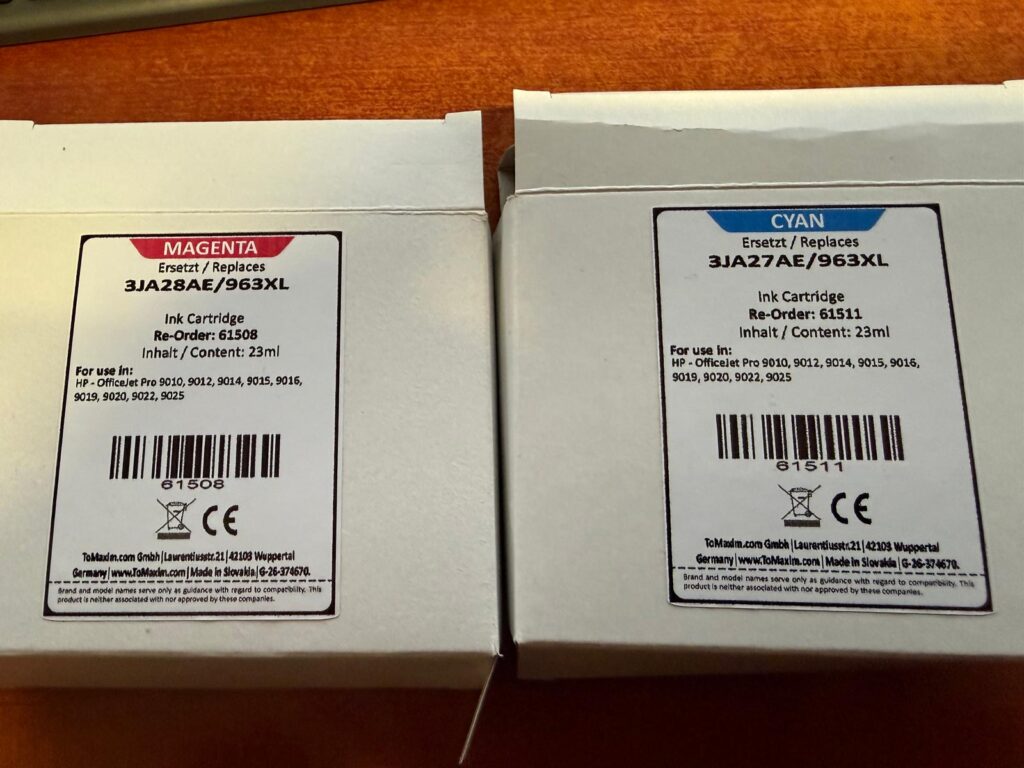 MAGENTA
Ersetzt / Replaces
3JA28AE/963XL
Ink Cartridge
Re-Order: 61508
Inhalt / Content: 23ml
For use in:
HP - OfficeJet Pro 9010, 9012, 9014, 9015, 9016,
9019, 9020, 9022, 9025
61508
CE
ToMaxim.com GmbH|Laurentiusstr.21|42103 Wuppertal
Germany|www.ToMaxim.com|Made in Slovakia|G-26-374670.
Brand and model names serve only as guidance with regard to compatibility. This
product is neither associated with nor approved by these companies.
CYAN
Ersetzt / Replaces
3JA27AE/963XL
Ink Cartridge
Re-Order: 61511
Inhalt / Content: 23ml
For use in:
HP - OfficeJet Pro 9010, 9012, 9014, 9015, 9016,
9019, 9020, 9022, 9025
61511
CE
ToMaxim.com GmbH|Laurentiusstr.21|42103 Wuppertal
Germany|www.ToMaxim.com|Made in Slovakia|G-26-374670.
Brand and model names serve only as guidance with regard to compatibility. This
product is neither associated with nor approved by these companies.